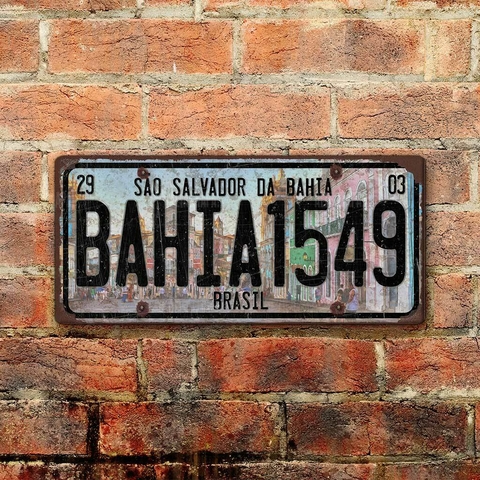 29 SAO SALVADOR DA BAHIA 03
BAHIA1549
BRASIL